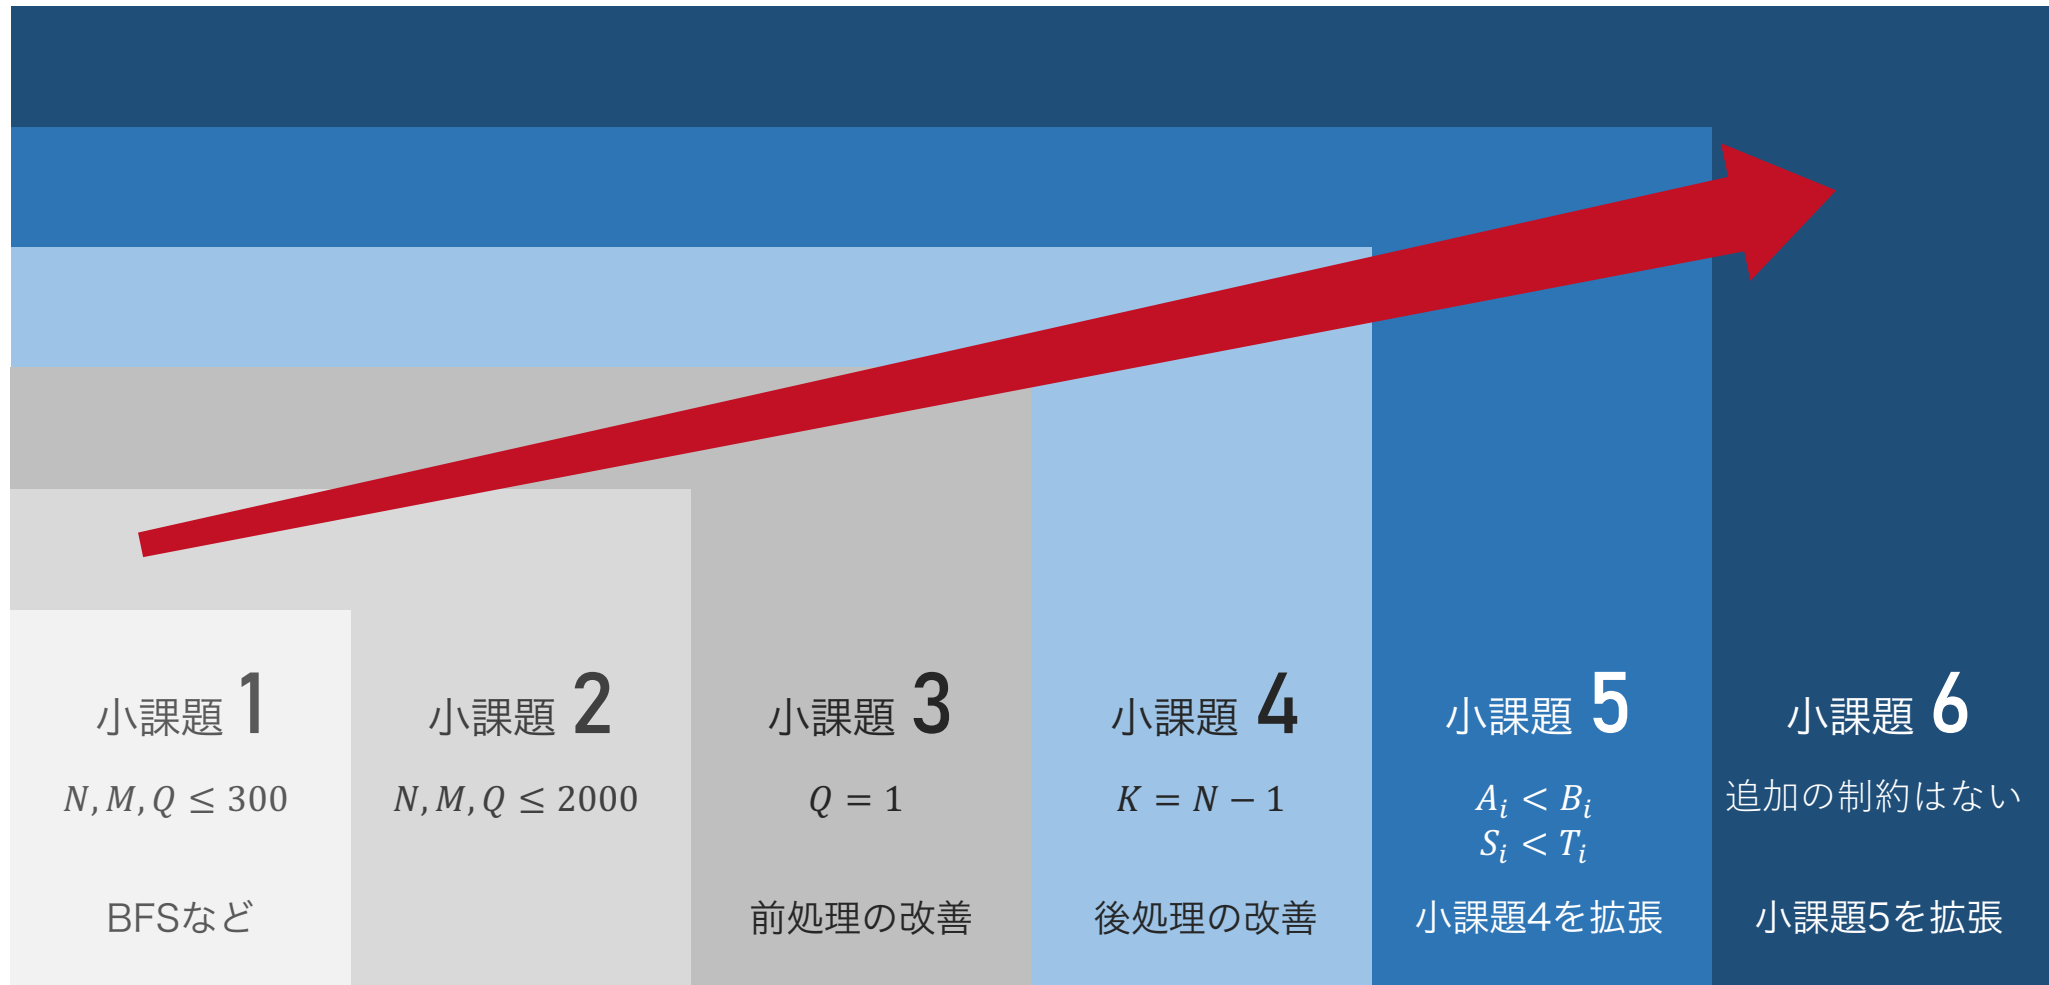 小課題 1
N, M, Q ≤ 300
BFSなど
小課題 2
N, M, Q ≤ 2000
小課題 3
Q = 1
前処理の改善
小課題 4
K = N − 1
後処理の改善
小課題 5
A_i < B_i
S_i < T_i
小課題4を拡張
小課題 6
追加の制約はない
小課題5を拡張